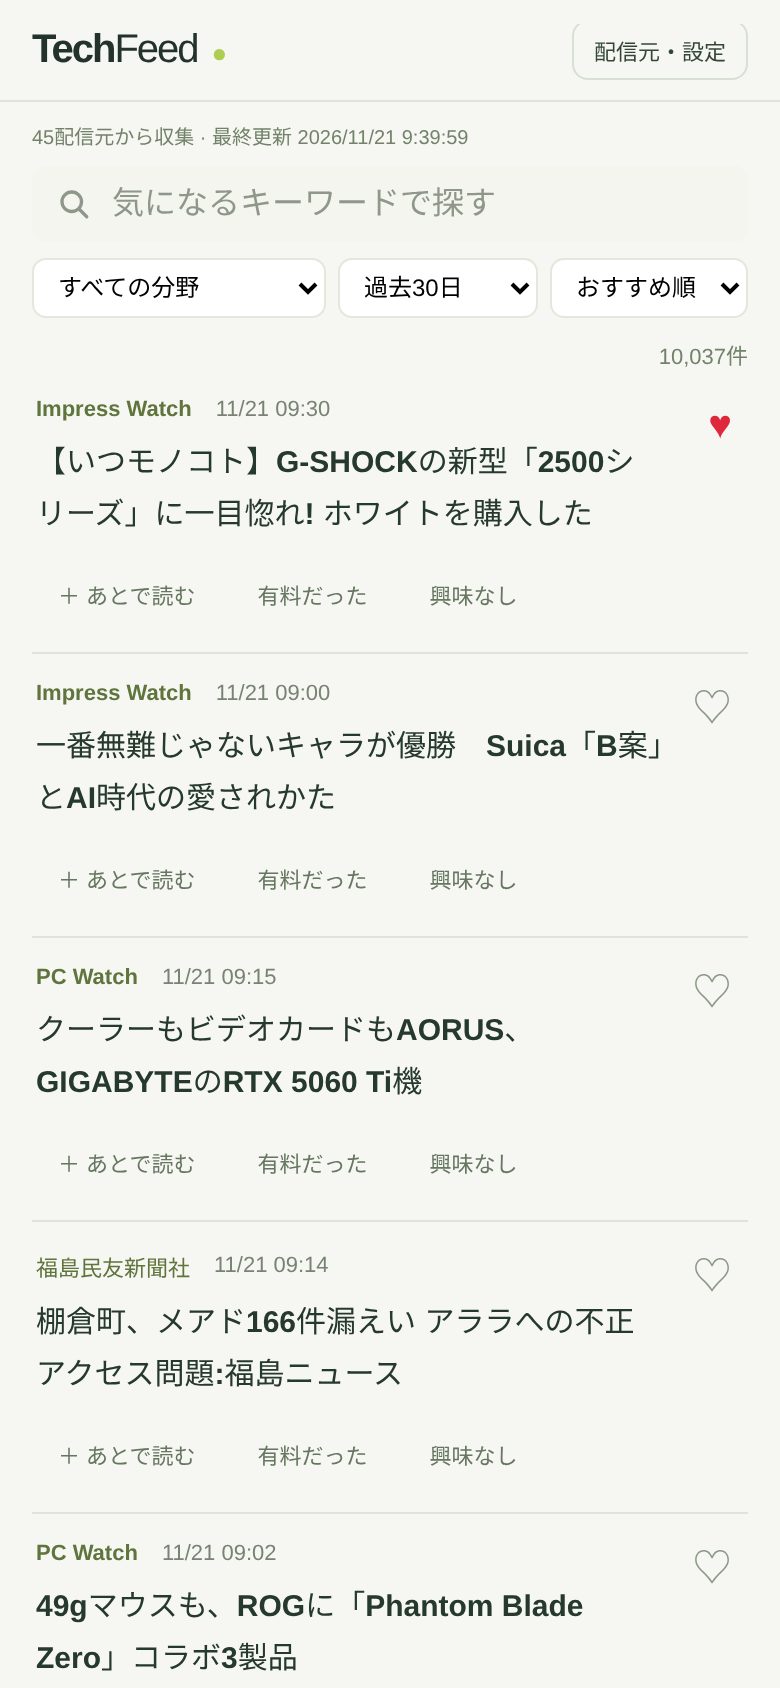 TechFeed
配信元・設定
45配信元から収集 · 最終更新 2026/11/21 9:39:59
気になるキーワードで探す
すべての分野 過去30日 おすすめ順
10,037件
Impress Watch 11/21 09:30
【いつモノコト】G-SHOCKの新型「2500シ
リーズ」に一目惚れ! ホワイトを購入した
＋ あとで読む 有料だった 興味なし
Impress Watch 11/21 09:00
一番無難じゃないキャラが優勝　Suica「B案」
とAI時代の愛されかた
＋ あとで読む 有料だった 興味なし
PC Watch 11/21 09:15
クーラーもビデオカードもAORUS、
GIGABYTEのRTX 5060 Ti機
＋ あとで読む 有料だった 興味なし
福島民友新聞社 11/21 09:14
棚倉町、メアド166件漏えい アララへの不正
アクセス問題:福島ニュース
＋ あとで読む 有料だった 興味なし
PC Watch 11/21 09:02
49gマウスも、ROGに「Phantom Blade
Zero」コラボ3製品